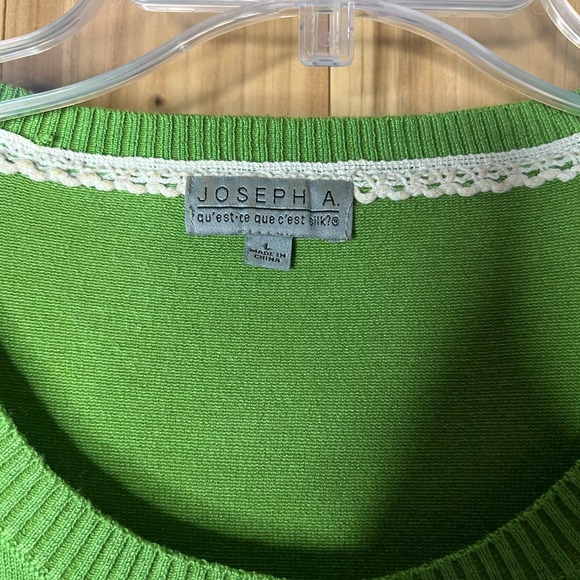 JOSEPH A.
qu'est·ce que c'est silk?®
L
MADE IN
CHINA